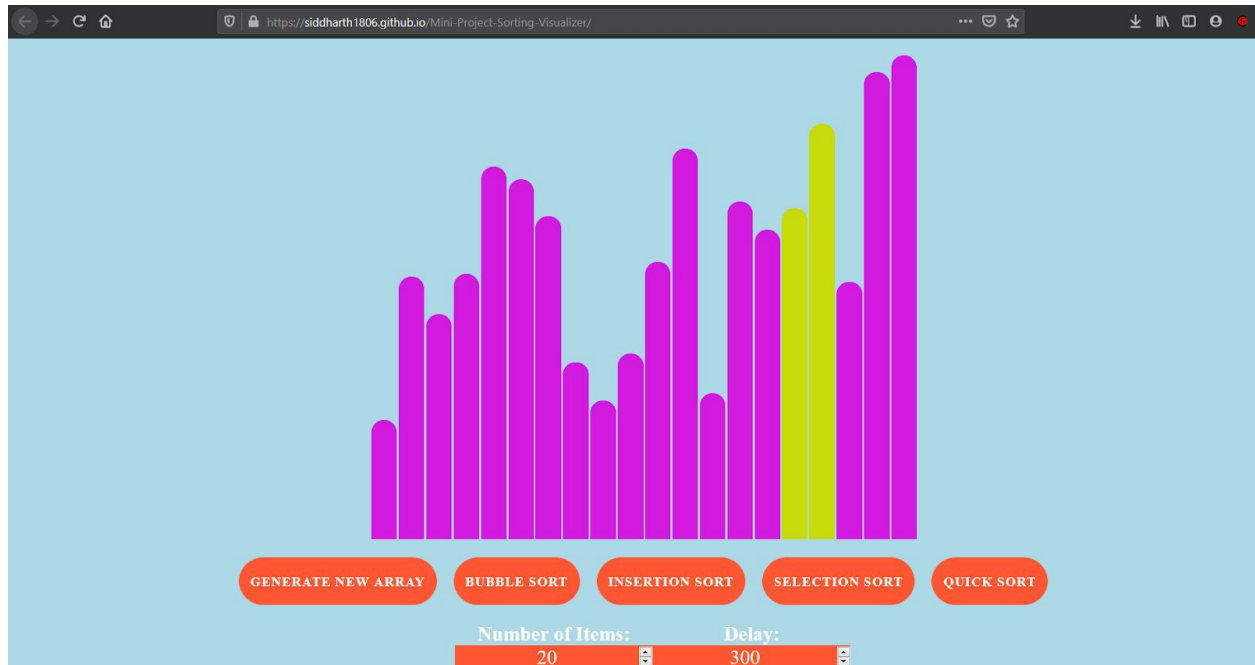 https://siddharth1806.github.io/Mini-Project-Sorting-Visualizer/
GENERATE NEW ARRAY BUBBLE SORT INSERTION SORT SELECTION SORT QUICK SORT
Number of Items: Delay:
20 300